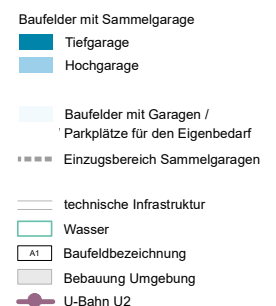 Baufelder mit Sammelgarage
Tiefgarage
Hochgarage
Baufelder mit Garagen /
Parkplätze für den Eigenbedarf
Einzugsbereich Sammelgaragen
technische Infrastruktur
Wasser
A1 Baufeldbezeichnung
Bebauung Umgebung
U-Bahn U2